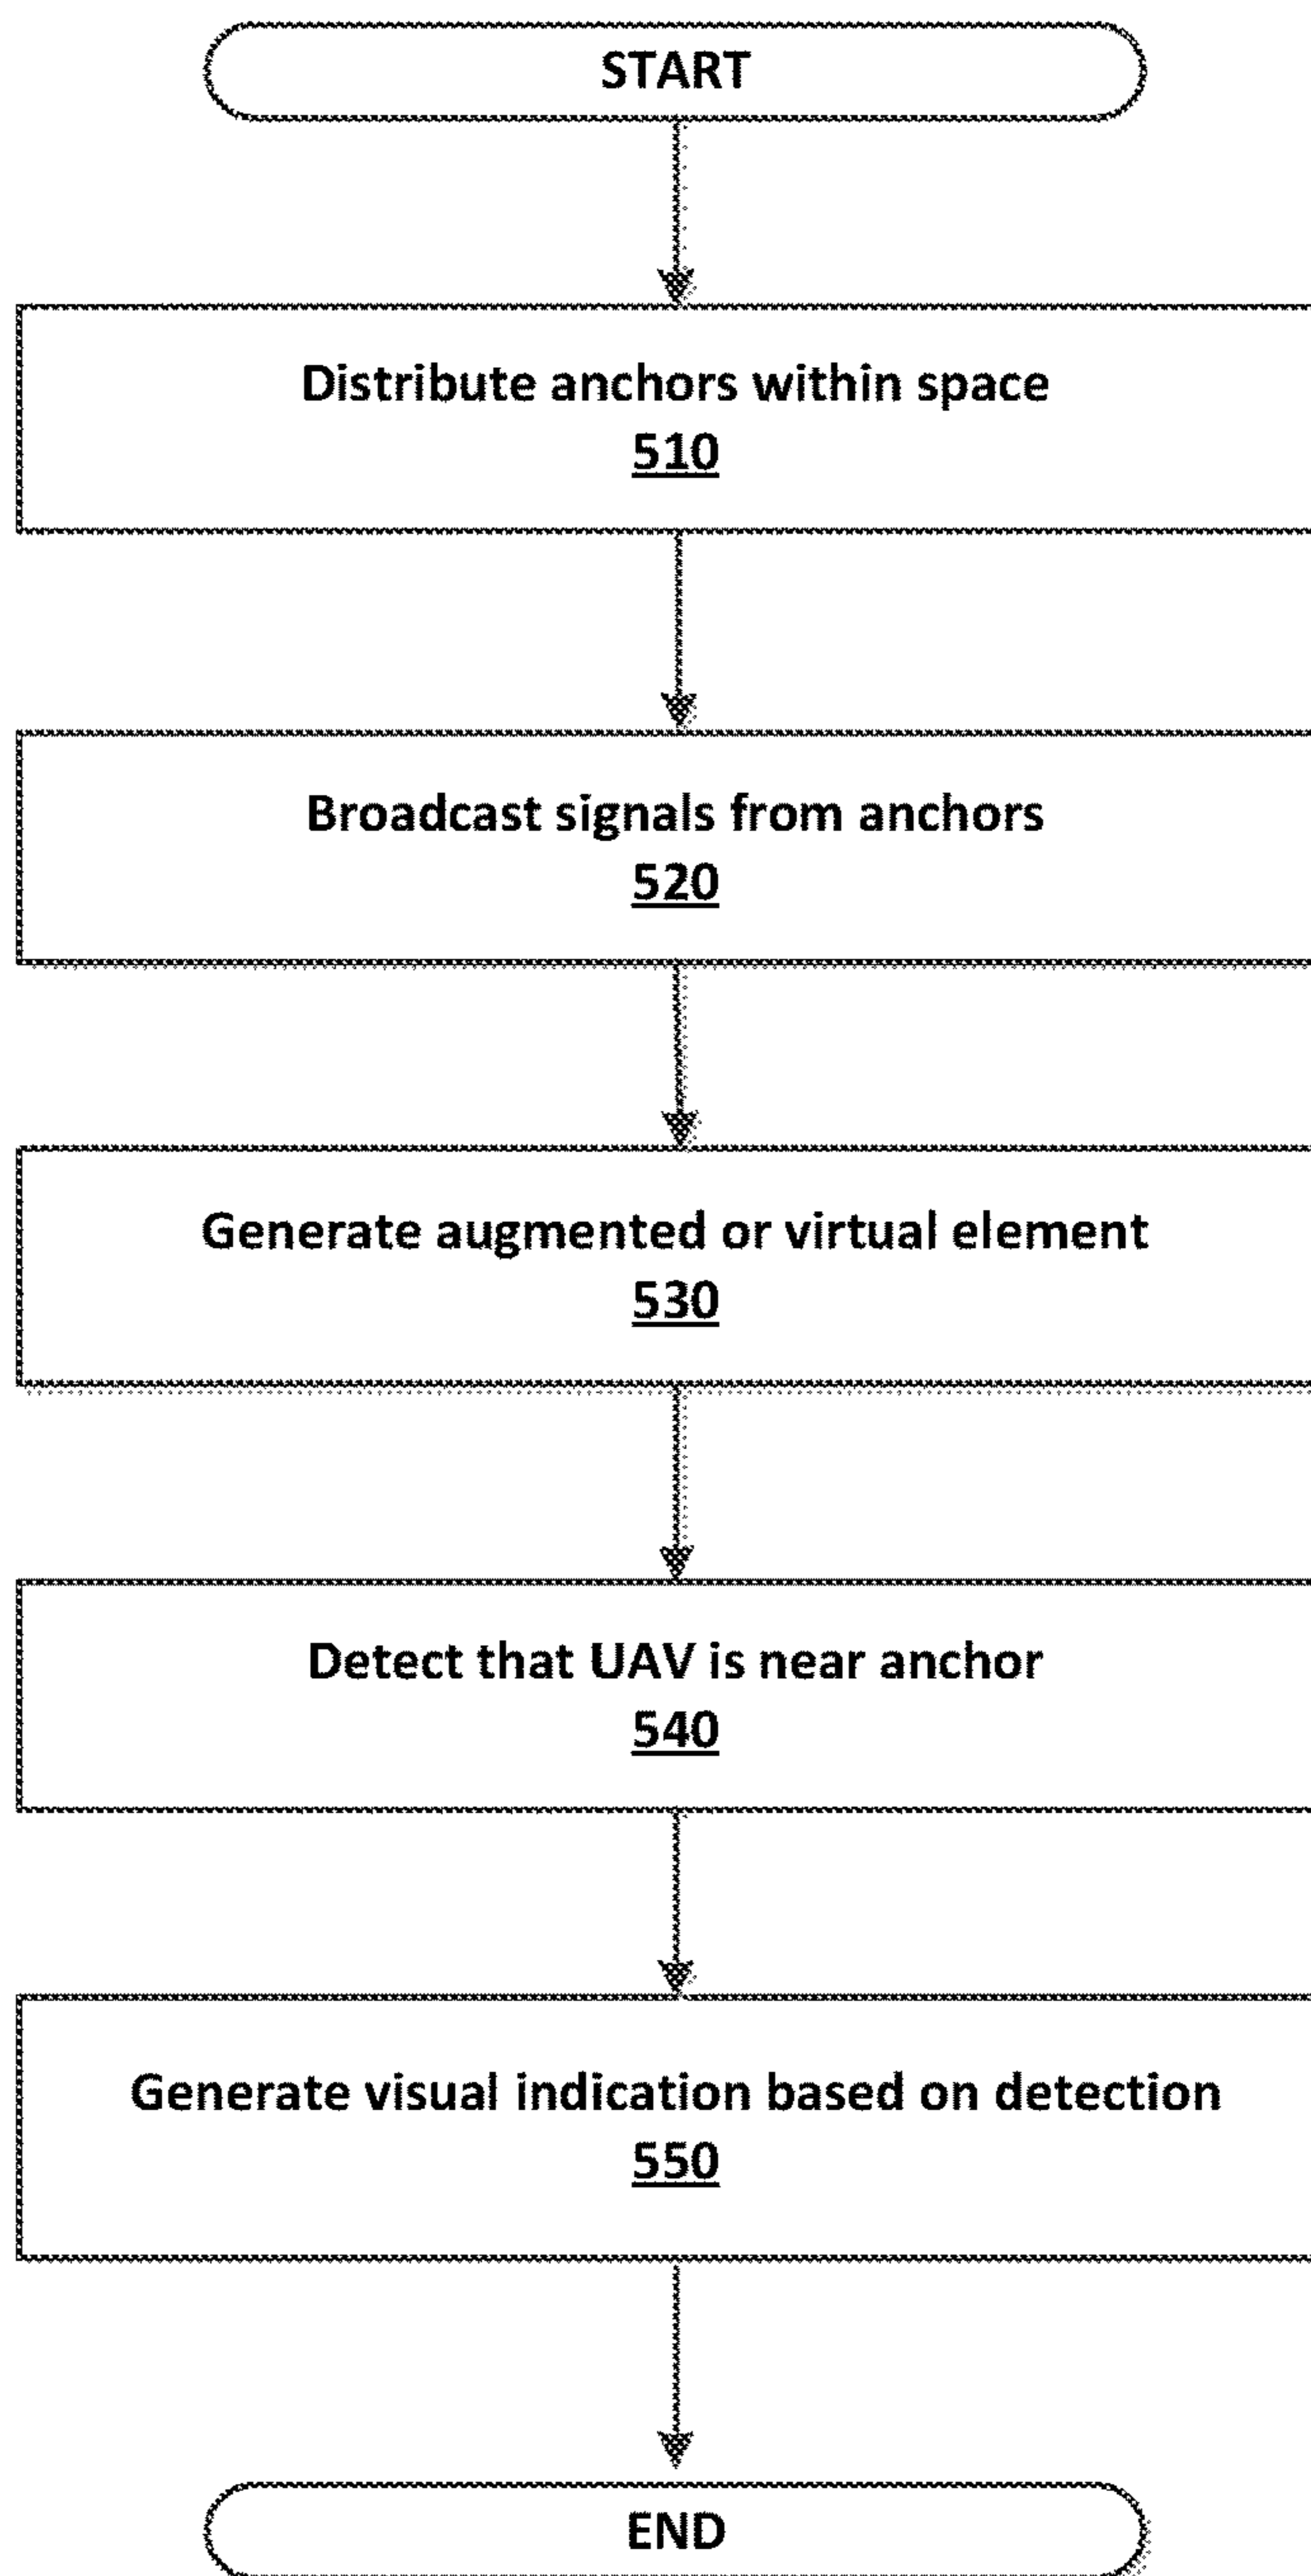 START
Distribute anchors within space
510
Broadcast signals from anchors
520
Generate augmented or virtual element
530
Detect that UAV is near anchor
540
Generate visual indication based on detection
550
END